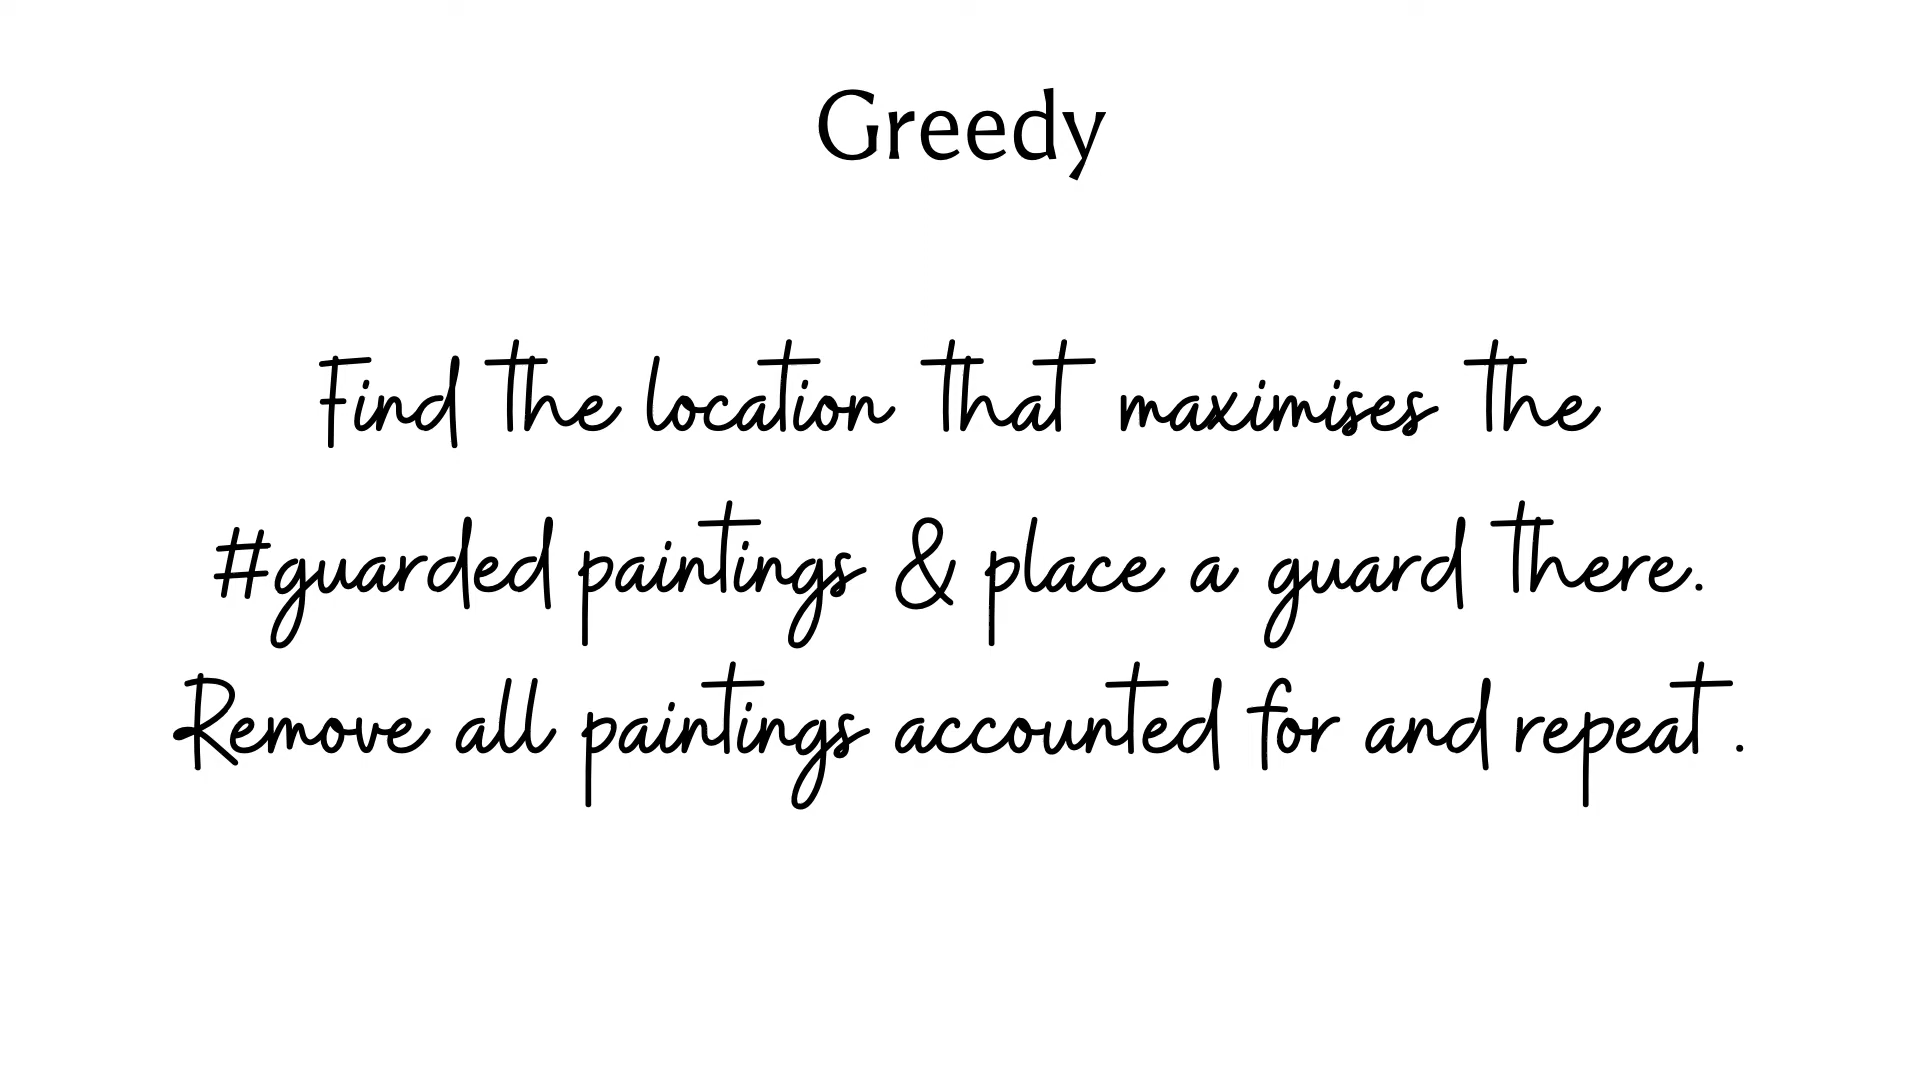 Greedy
Find the location that maximises the
#guarded paintings & place a guard there.
Remove all paintings accounted for and repeat.